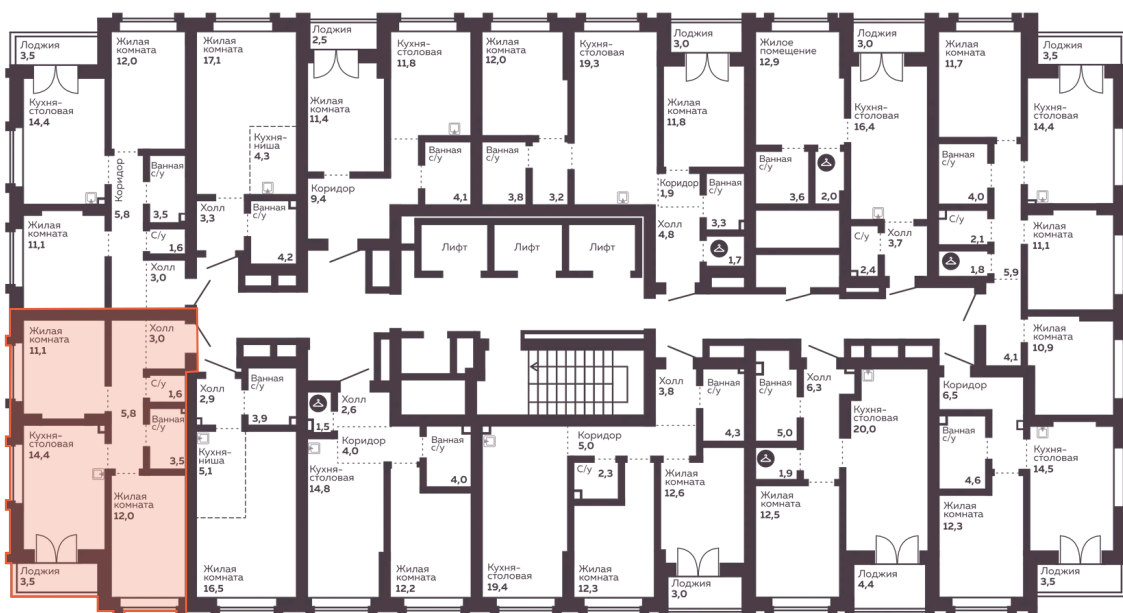 Лоджия
3,5
Жилая
комната
12,0
Жилая
комната
17,1
Лоджия
2,5
Кухня-
столовая
11,8
Жилая
комната
12,0
Кухня-
столовая
19,3
Лоджия
3,0
Жилое
помещение
12,9
Лоджия
3,0
Жилая
комната
11,7
Лоджия
3,5
Кухня-
столовая
14,4
Жилая
комната
11,4
Жилая
комната
11,8
Кухня-
столовая
16,4
Кухня-
столовая
14,4
Кухня-
ниша
4,3
Коридор
5,8
Ванная
с/у
3,5
Коридор
9,4
Ванная
с/у
4,1
Ванная
с/у
3,8
3,2
Коридор
1,9
Ванная
с/у
3,3
Ванная
с/у
3,6
2,0
Ванная
с/у
4,0
Жилая
комната
11,1
С/у
1,6
Холл
3,3
Ванная
с/у
4,2
Лифт
Лифт
Лифт
Холл
4,8
1,7
С/у
2,4
Холл
3,7
С/у
2,1
1,8
5,9
Жилая
комната
11,1
Холл
3,0
Жилая
комната
11,1
Холл
3,0
Жилая
комната
10,9
4,1
С/у
1,6
5,8
Ванная
с/у
3,5
Холл
2,9
Ванная
с/у
3,9
Холл
2,6
1,5
Холл
3,8
Ванная
с/у
4,3
Ванная
с/у
5,0
Холл
6,3
Коридор
6,5
Кухня-
столовая
14,4
Кухня-
ниша
5,1
Коридор
4,0
Ванная
с/у
4,0
Коридор
5,0
С/у
2,3
1,9
Кухня-
столовая
20,0
Ванная
с/у
4,6
Кухня-
столовая
14,5
Жилая
комната
12,0
Кухня-
столовая
14,8
Жилая
комната
12,6
Жилая
комната
12,5
Жилая
комната
12,3
Лоджия
3,5
Жилая
комната
16,5
Жилая
комната
12,2
Кухня-
столовая
19,4
Жилая
комната
12,3
Лоджия
3,0
Лоджия
4,4
Лоджия
3,5